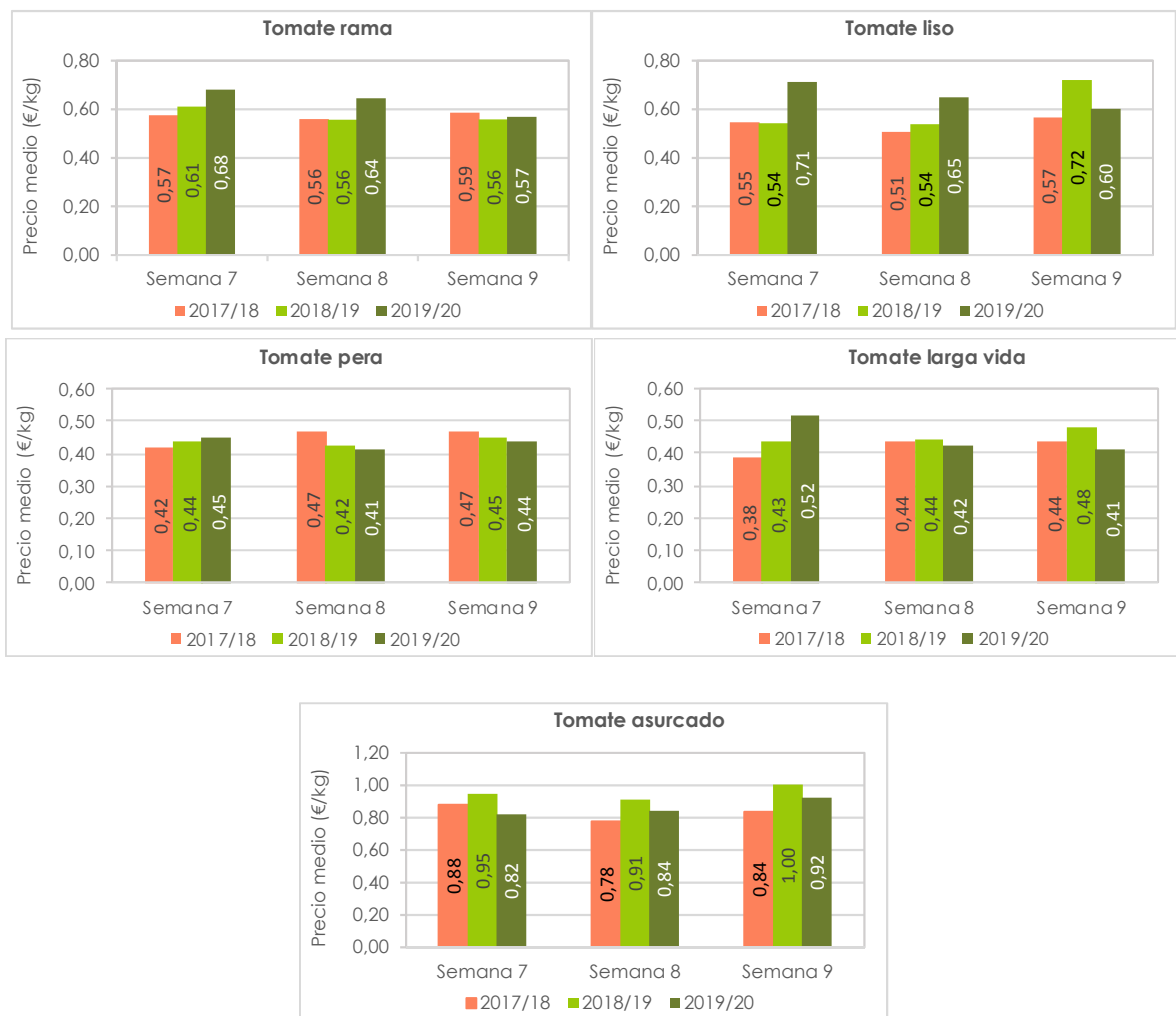 Tomate rama
Precio medio (€/kg)
0,80
0,60
0,40
0,20
0,00
0,57
0,61
0,68
0,56
0,56
0,64
0,59
0,56
0,57
Semana 7
Semana 8
Semana 9
2017/18 2018/19 2019/20
Tomate liso
Precio medio (€/kg)
0,80
0,60
0,40
0,20
0,00
0,55
0,54
0,71
0,51
0,54
0,65
0,57
0,72
0,60
Semana 7
Semana 8
Semana 9
2017/18 2018/19 2019/20
Tomate pera
Precio medio (€/kg)
0,60
0,50
0,40
0,30
0,20
0,10
0,00
0,42
0,44
0,45
0,47
0,42
0,41
0,47
0,45
0,44
Semana 7
Semana 8
Semana 9
2017/18 2018/19 2019/20
Tomate larga vida
Precio medio (€/kg)
0,60
0,50
0,40
0,30
0,20
0,10
0,00
0,38
0,43
0,52
0,44
0,44
0,42
0,44
0,48
0,41
Semana 7
Semana 8
Semana 9
2017/18 2018/19 2019/20
Tomate asurcado
Precio medio (€/kg)
1,20
1,00
0,80
0,60
0,40
0,20
0,00
0,88
0,95
0,82
0,78
0,91
0,84
0,84
1,00
0,92
Semana 7
Semana 8
Semana 9
2017/18 2018/19 2019/20